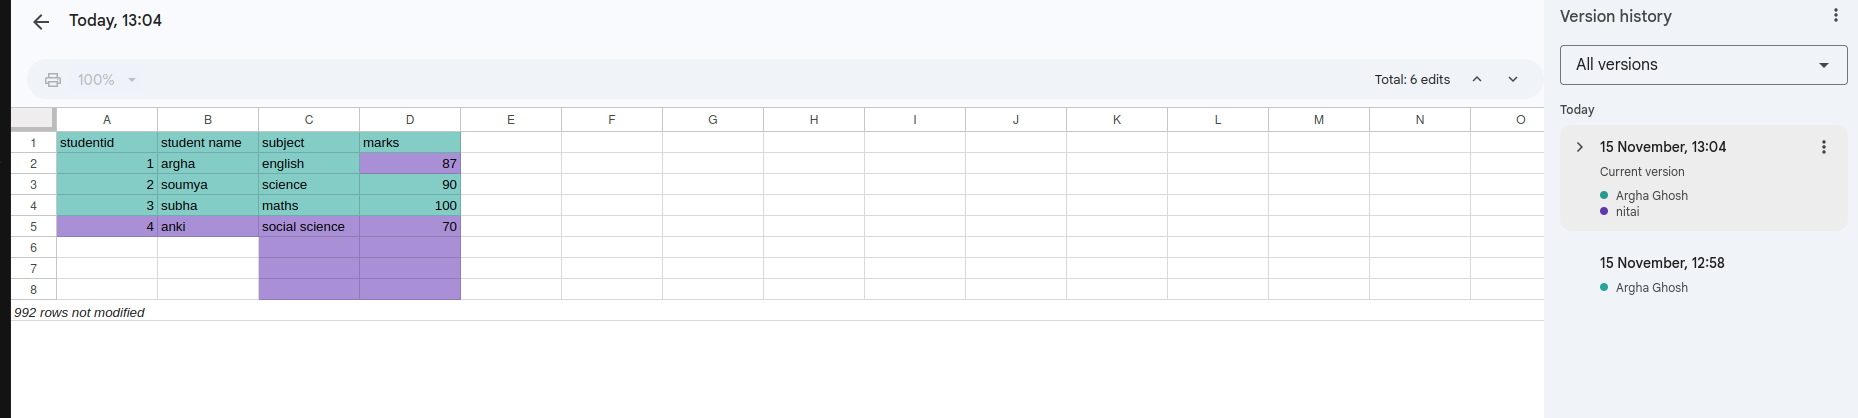 Today, 13:04
100%
Total: 6 edits
A B C D E F G H I J K L M N O
1 studentid student name subject marks
2 1 argha english 87
3 2 soumya science 90
4 3 subha maths 100
5 4 anki social science 70
6
7
8
992 rows not modified
Version history
All versions
Today
15 November, 13:04
Current version
Argha Ghosh
nitai
15 November, 12:58
Argha Ghosh